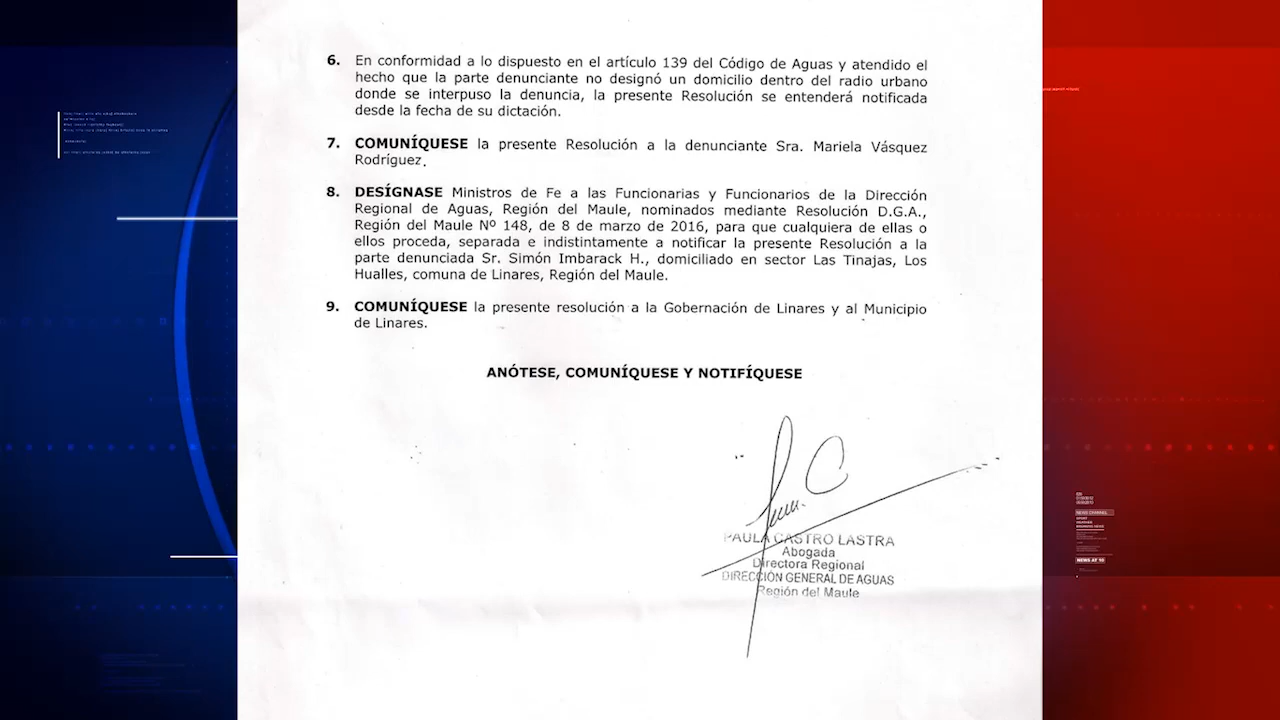 6. En conformidad a lo dispuesto en el artículo 139 del Código de Aguas y atendido el
hecho que la parte denunciante no designó un domicilio dentro del radio urbano
donde se interpuso la denuncia, la presente Resolución se entenderá notificada
desde la fecha de su dictación.
7. COMUNÍQUESE la presente Resolución a la denunciante Sra. Mariela Vásquez
Rodríguez.
8. DESÍGNASE Ministros de Fe a las Funcionarias y Funcionarios de la Dirección
Regional de Aguas, Región del Maule, nominados mediante Resolución D.G.A.,
Región del Maule Nº 148, de 8 de marzo de 2016, para que cualquiera de ellas o
ellos proceda, separada e indistintamente a notificar la presente Resolución a la
parte denunciada Sr. Simón Imbarack H., domiciliado en sector Las Tinajas, Los
Hualles, comuna de Linares, Región del Maule.
9. COMUNÍQUESE la presente resolución a la Gobernación de Linares y al Municipio
de Linares.
ANÓTESE, COMUNÍQUESE Y NOTIFÍQUESE
PAULA CASTRO LASTRA
Abogada
Directora Regional
DIRECCIÓN GENERAL DE AGUAS
Región del Maule
NEWS CHANNEL
NEWS AT 10